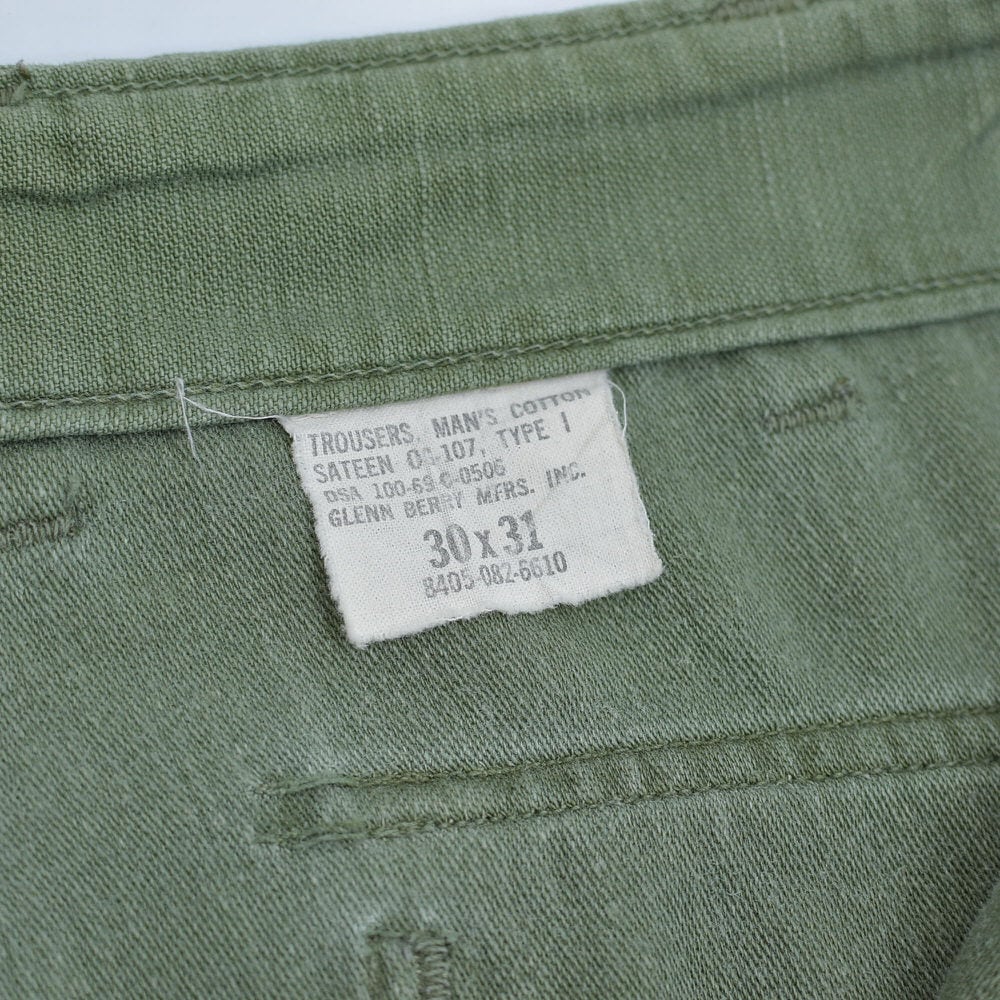 TROUSERS, MAN'S COTTON
SATEEN OG 107, TYPE I
DSA 100-69-C-0506
GLENN BERRY MFRS. INC.
30 x 31
8405-082-6610